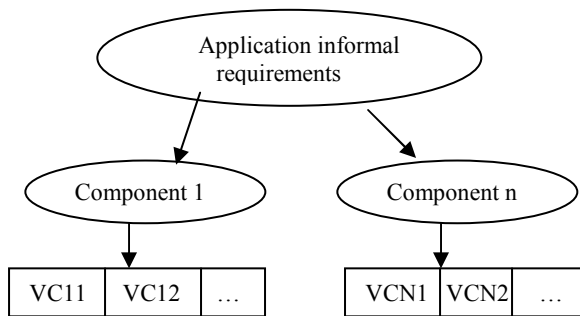 Application informal
requirements
Component 1
Component n
VC11 VC12 …
VCN1 VCN2 …